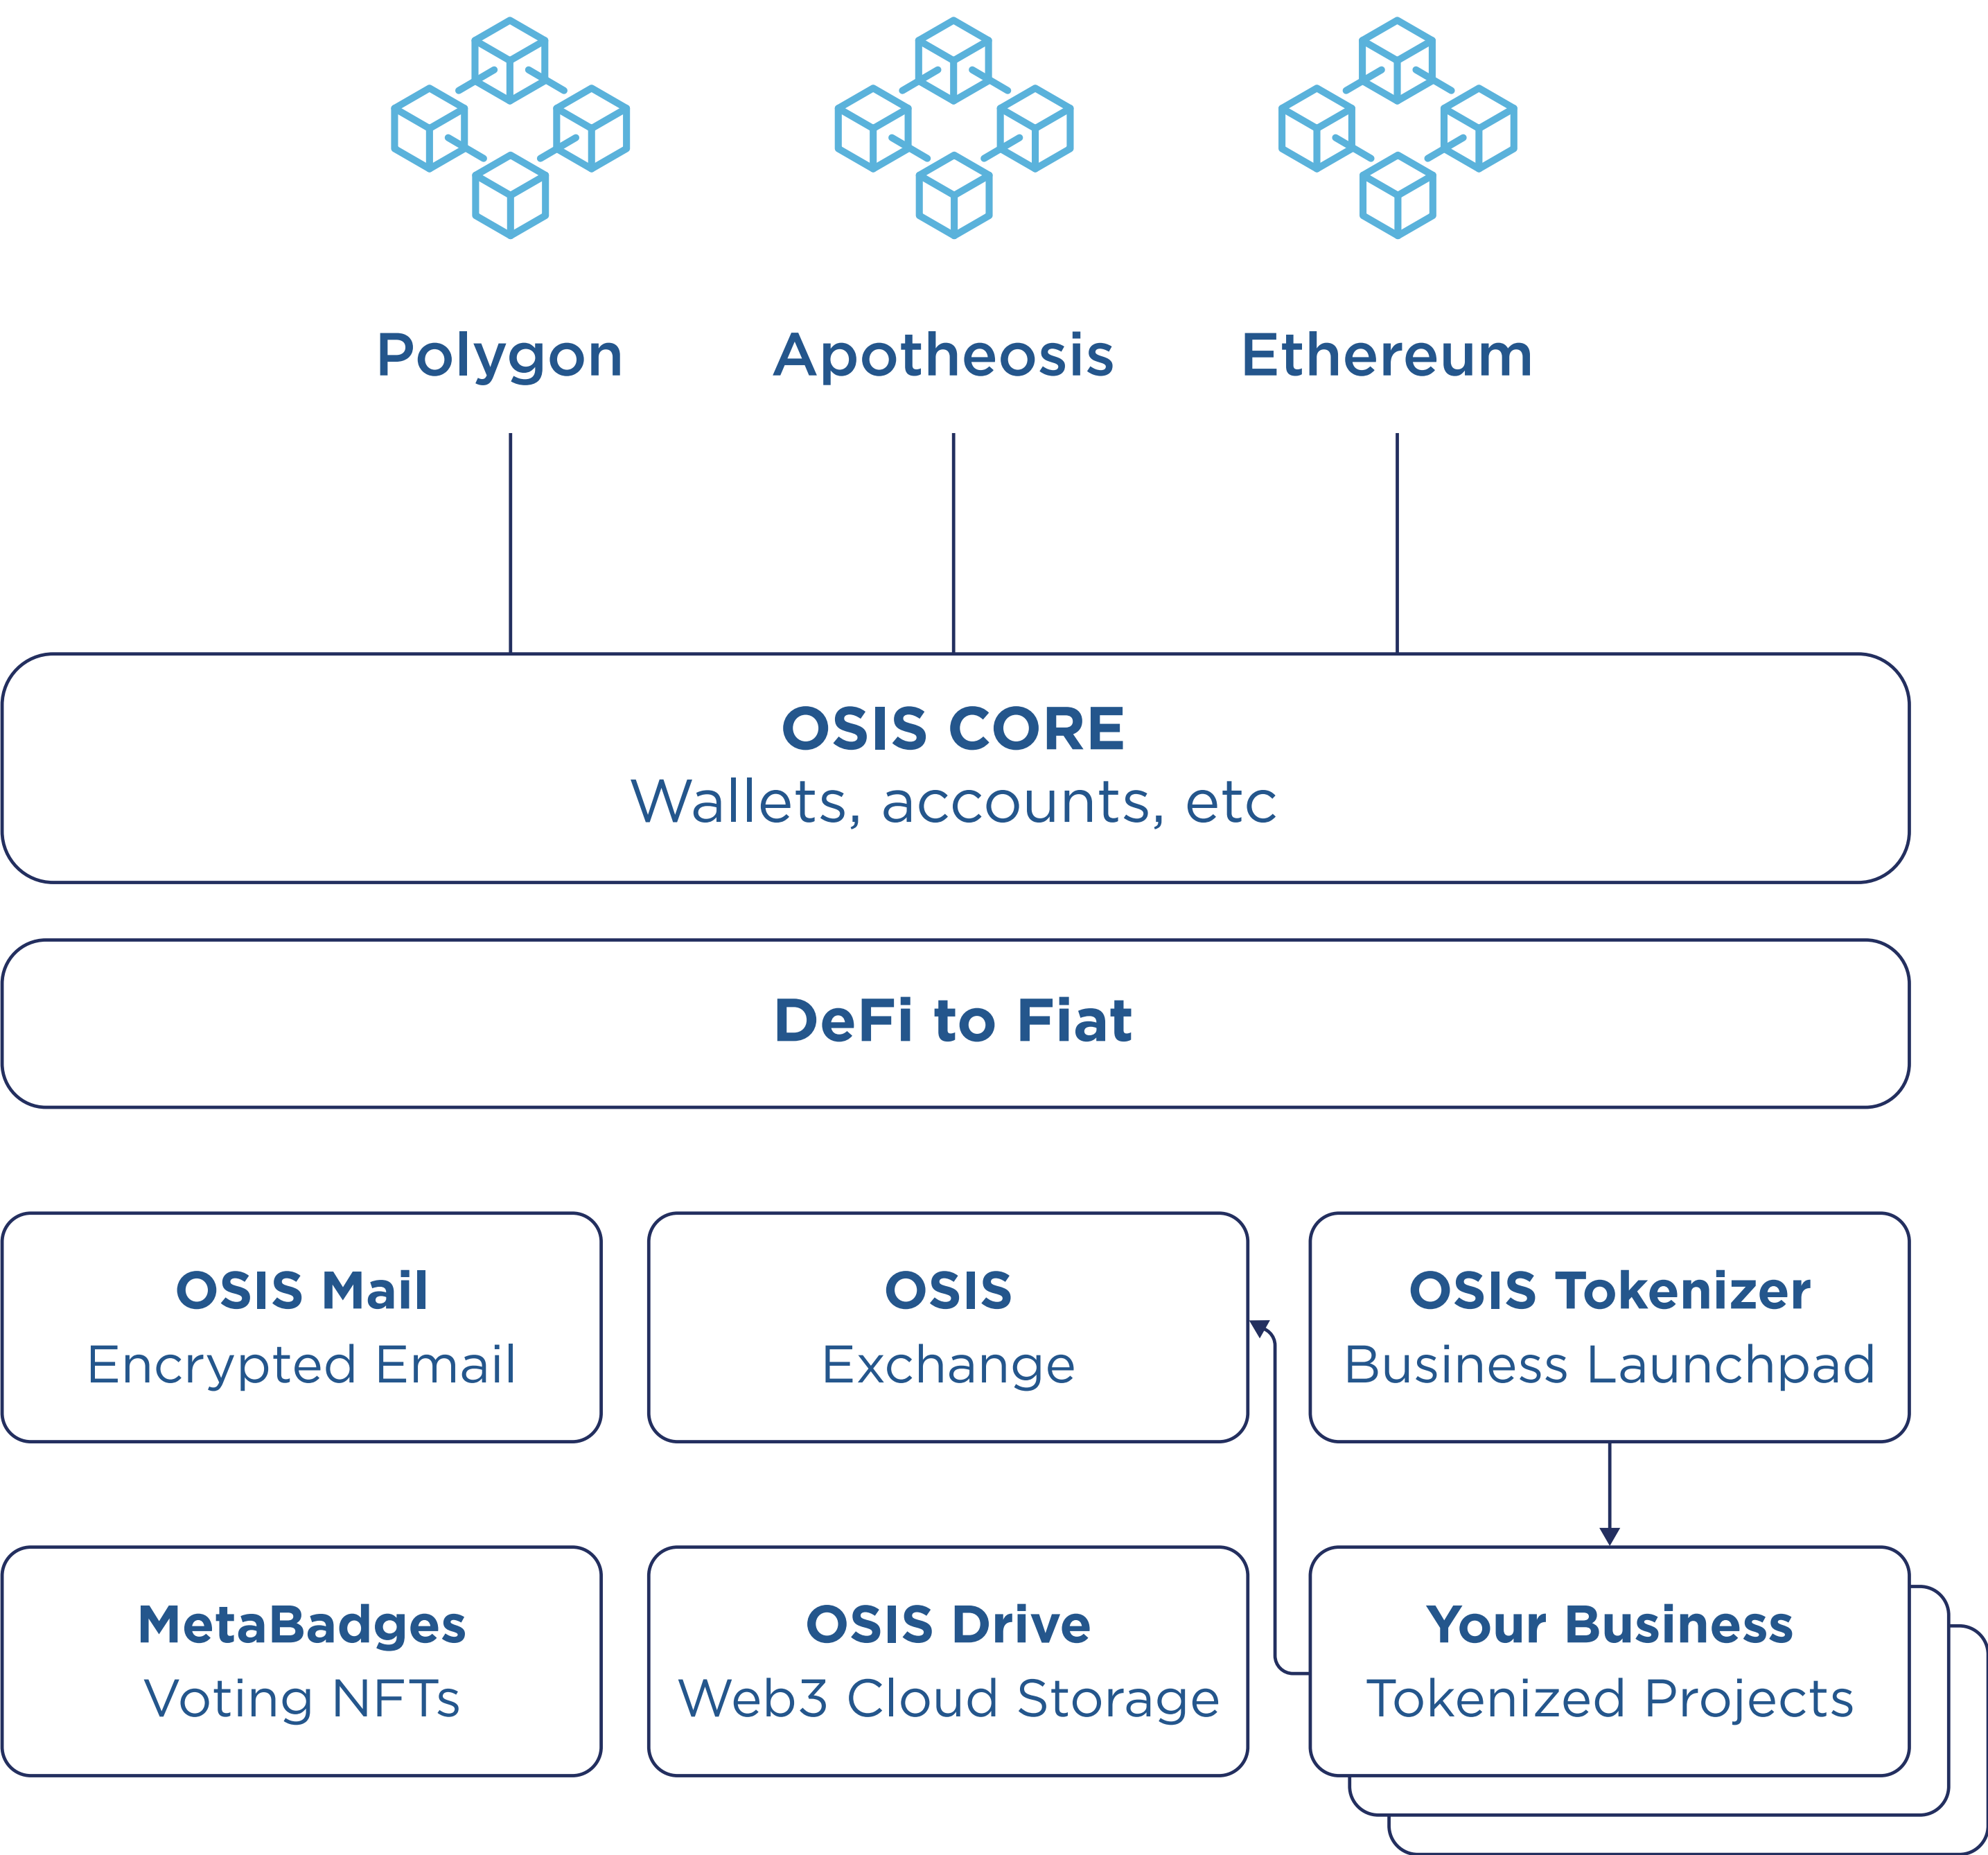 Polygon
Apotheosis
Ethereum
OSIS CORE
Wallets, accounts, etc
DeFi to Fiat
OSIS Mail
Encrypted Email
OSIS
Exchange
OSIS Tokenizer
Business Launchpad
MetaBadges
Voting NFTs
OSIS Drive
Web3 Cloud Storage
Your Business
Tokenized Projects